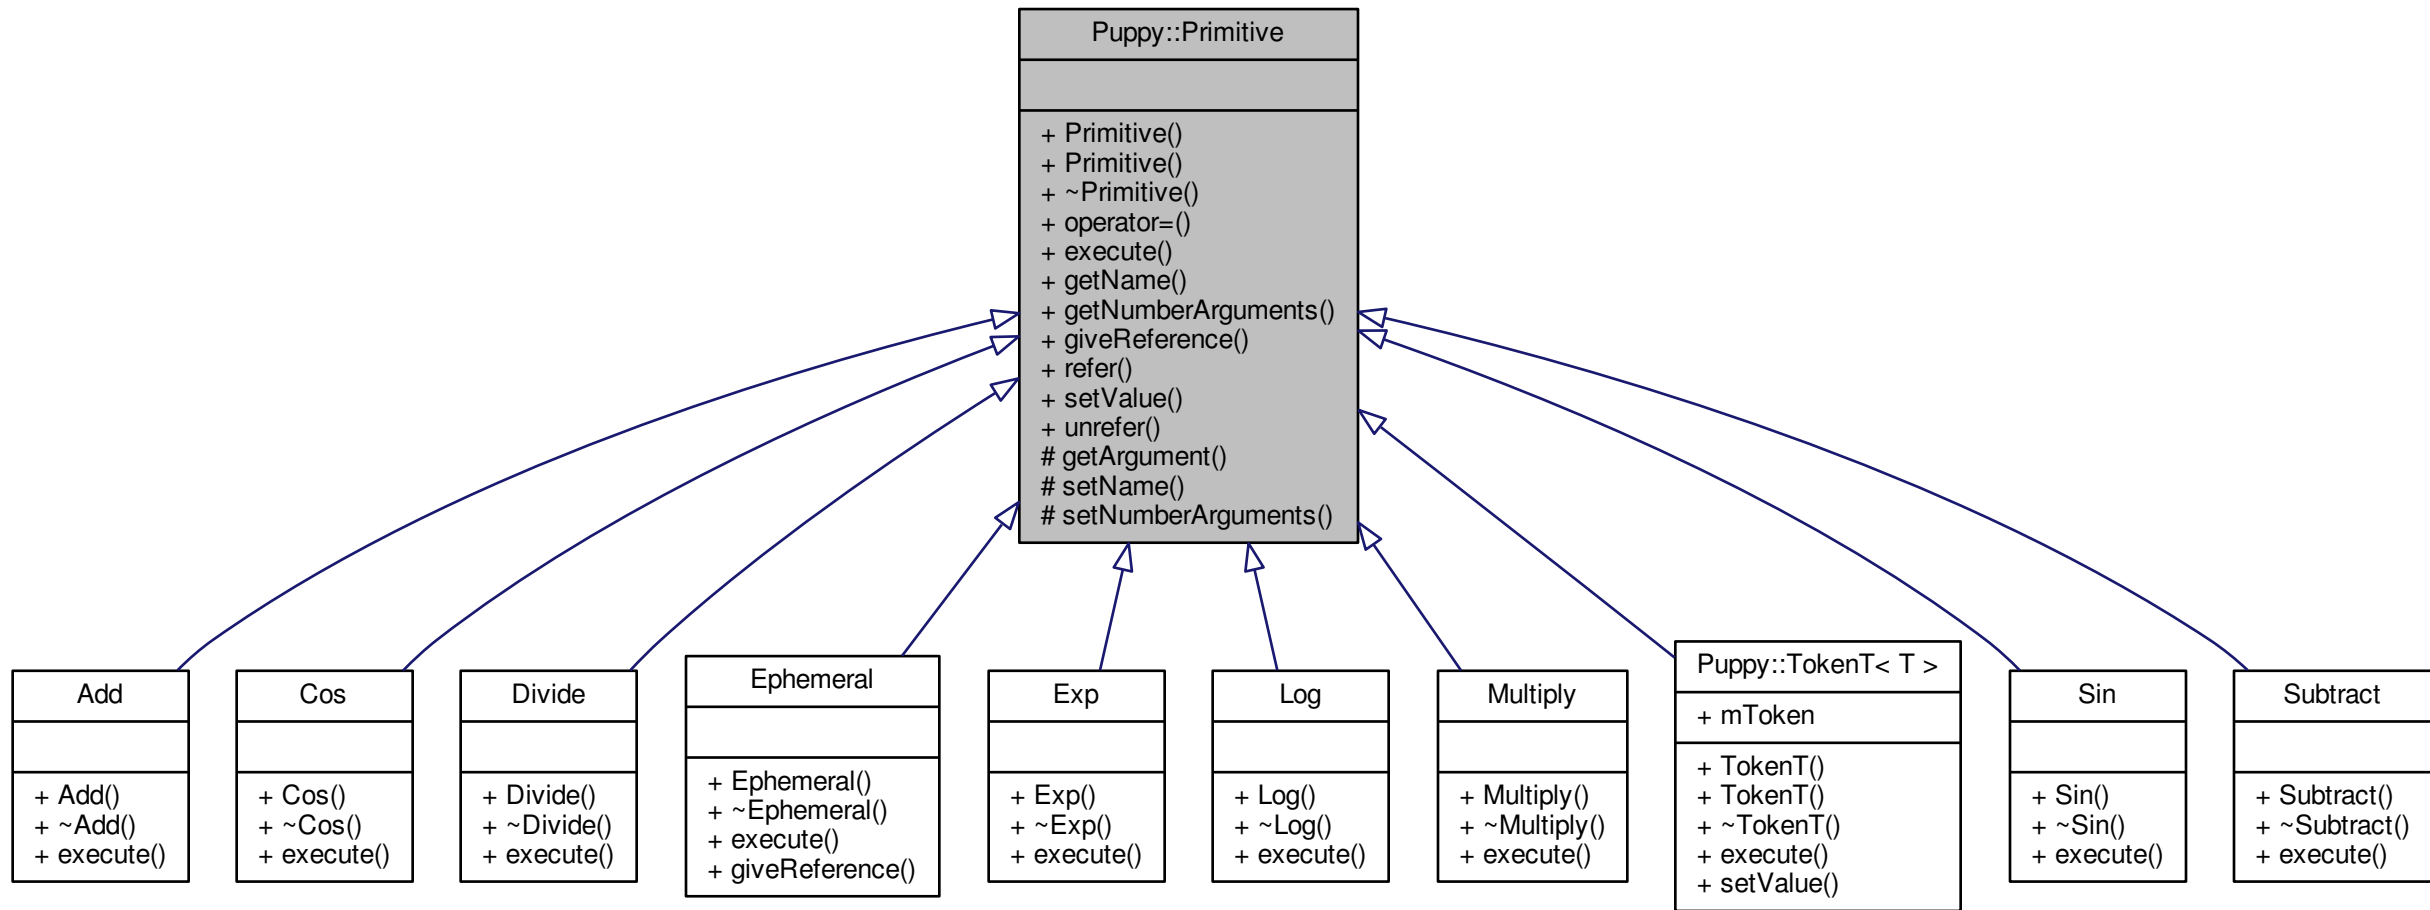 Puppy::Primitive
+ Primitive()
+ Primitive()
+ ~Primitive()
+ operator=()
+ execute()
+ getName()
+ getNumberArguments()
+ giveReference()
+ refer()
+ setValue()
+ unrefer()
# getArgument()
# setName()
# setNumberArguments()
Add
+ Add()
+ ~Add()
+ execute()
Cos
+ Cos()
+ ~Cos()
+ execute()
Divide
+ Divide()
+ ~Divide()
+ execute()
Ephemeral
+ Ephemeral()
+ ~Ephemeral()
+ execute()
+ giveReference()
Exp
+ Exp()
+ ~Exp()
+ execute()
Log
+ Log()
+ ~Log()
+ execute()
Multiply
+ Multiply()
+ ~Multiply()
+ execute()
Puppy::TokenT< T >
+ mToken
+ TokenT()
+ TokenT()
+ ~TokenT()
+ execute()
+ setValue()
Sin
+ Sin()
+ ~Sin()
+ execute()
Subtract
+ Subtract()
+ ~Subtract()
+ execute()